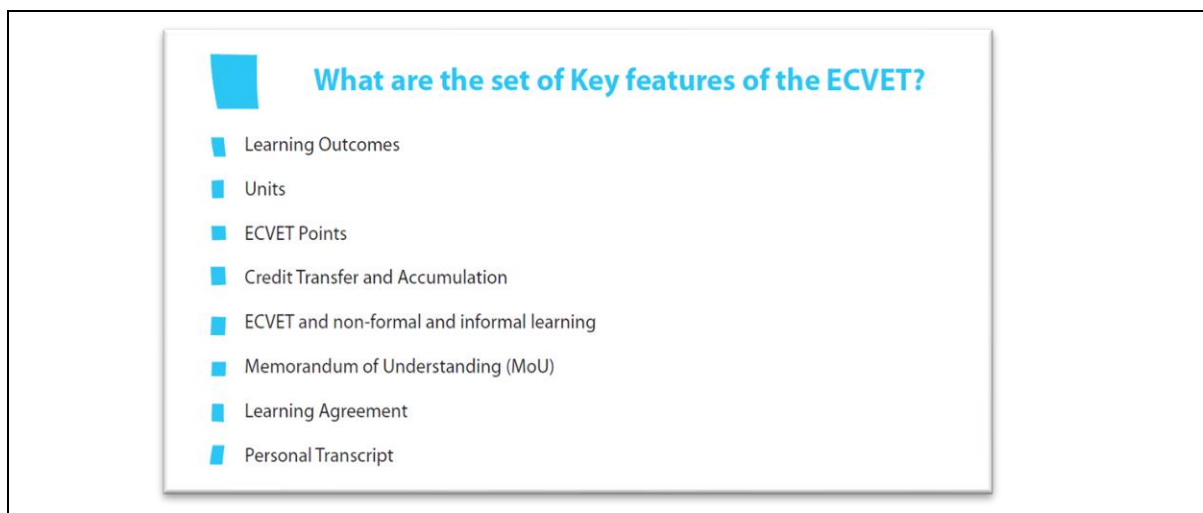 What are the set of Key features of the ECVET?
Learning Outcomes
Units
ECVET Points
Credit Transfer and Accumulation
ECVET and non-formal and informal learning
Memorandum of Understanding (MoU)
Learning Agreement
Personal Transcript